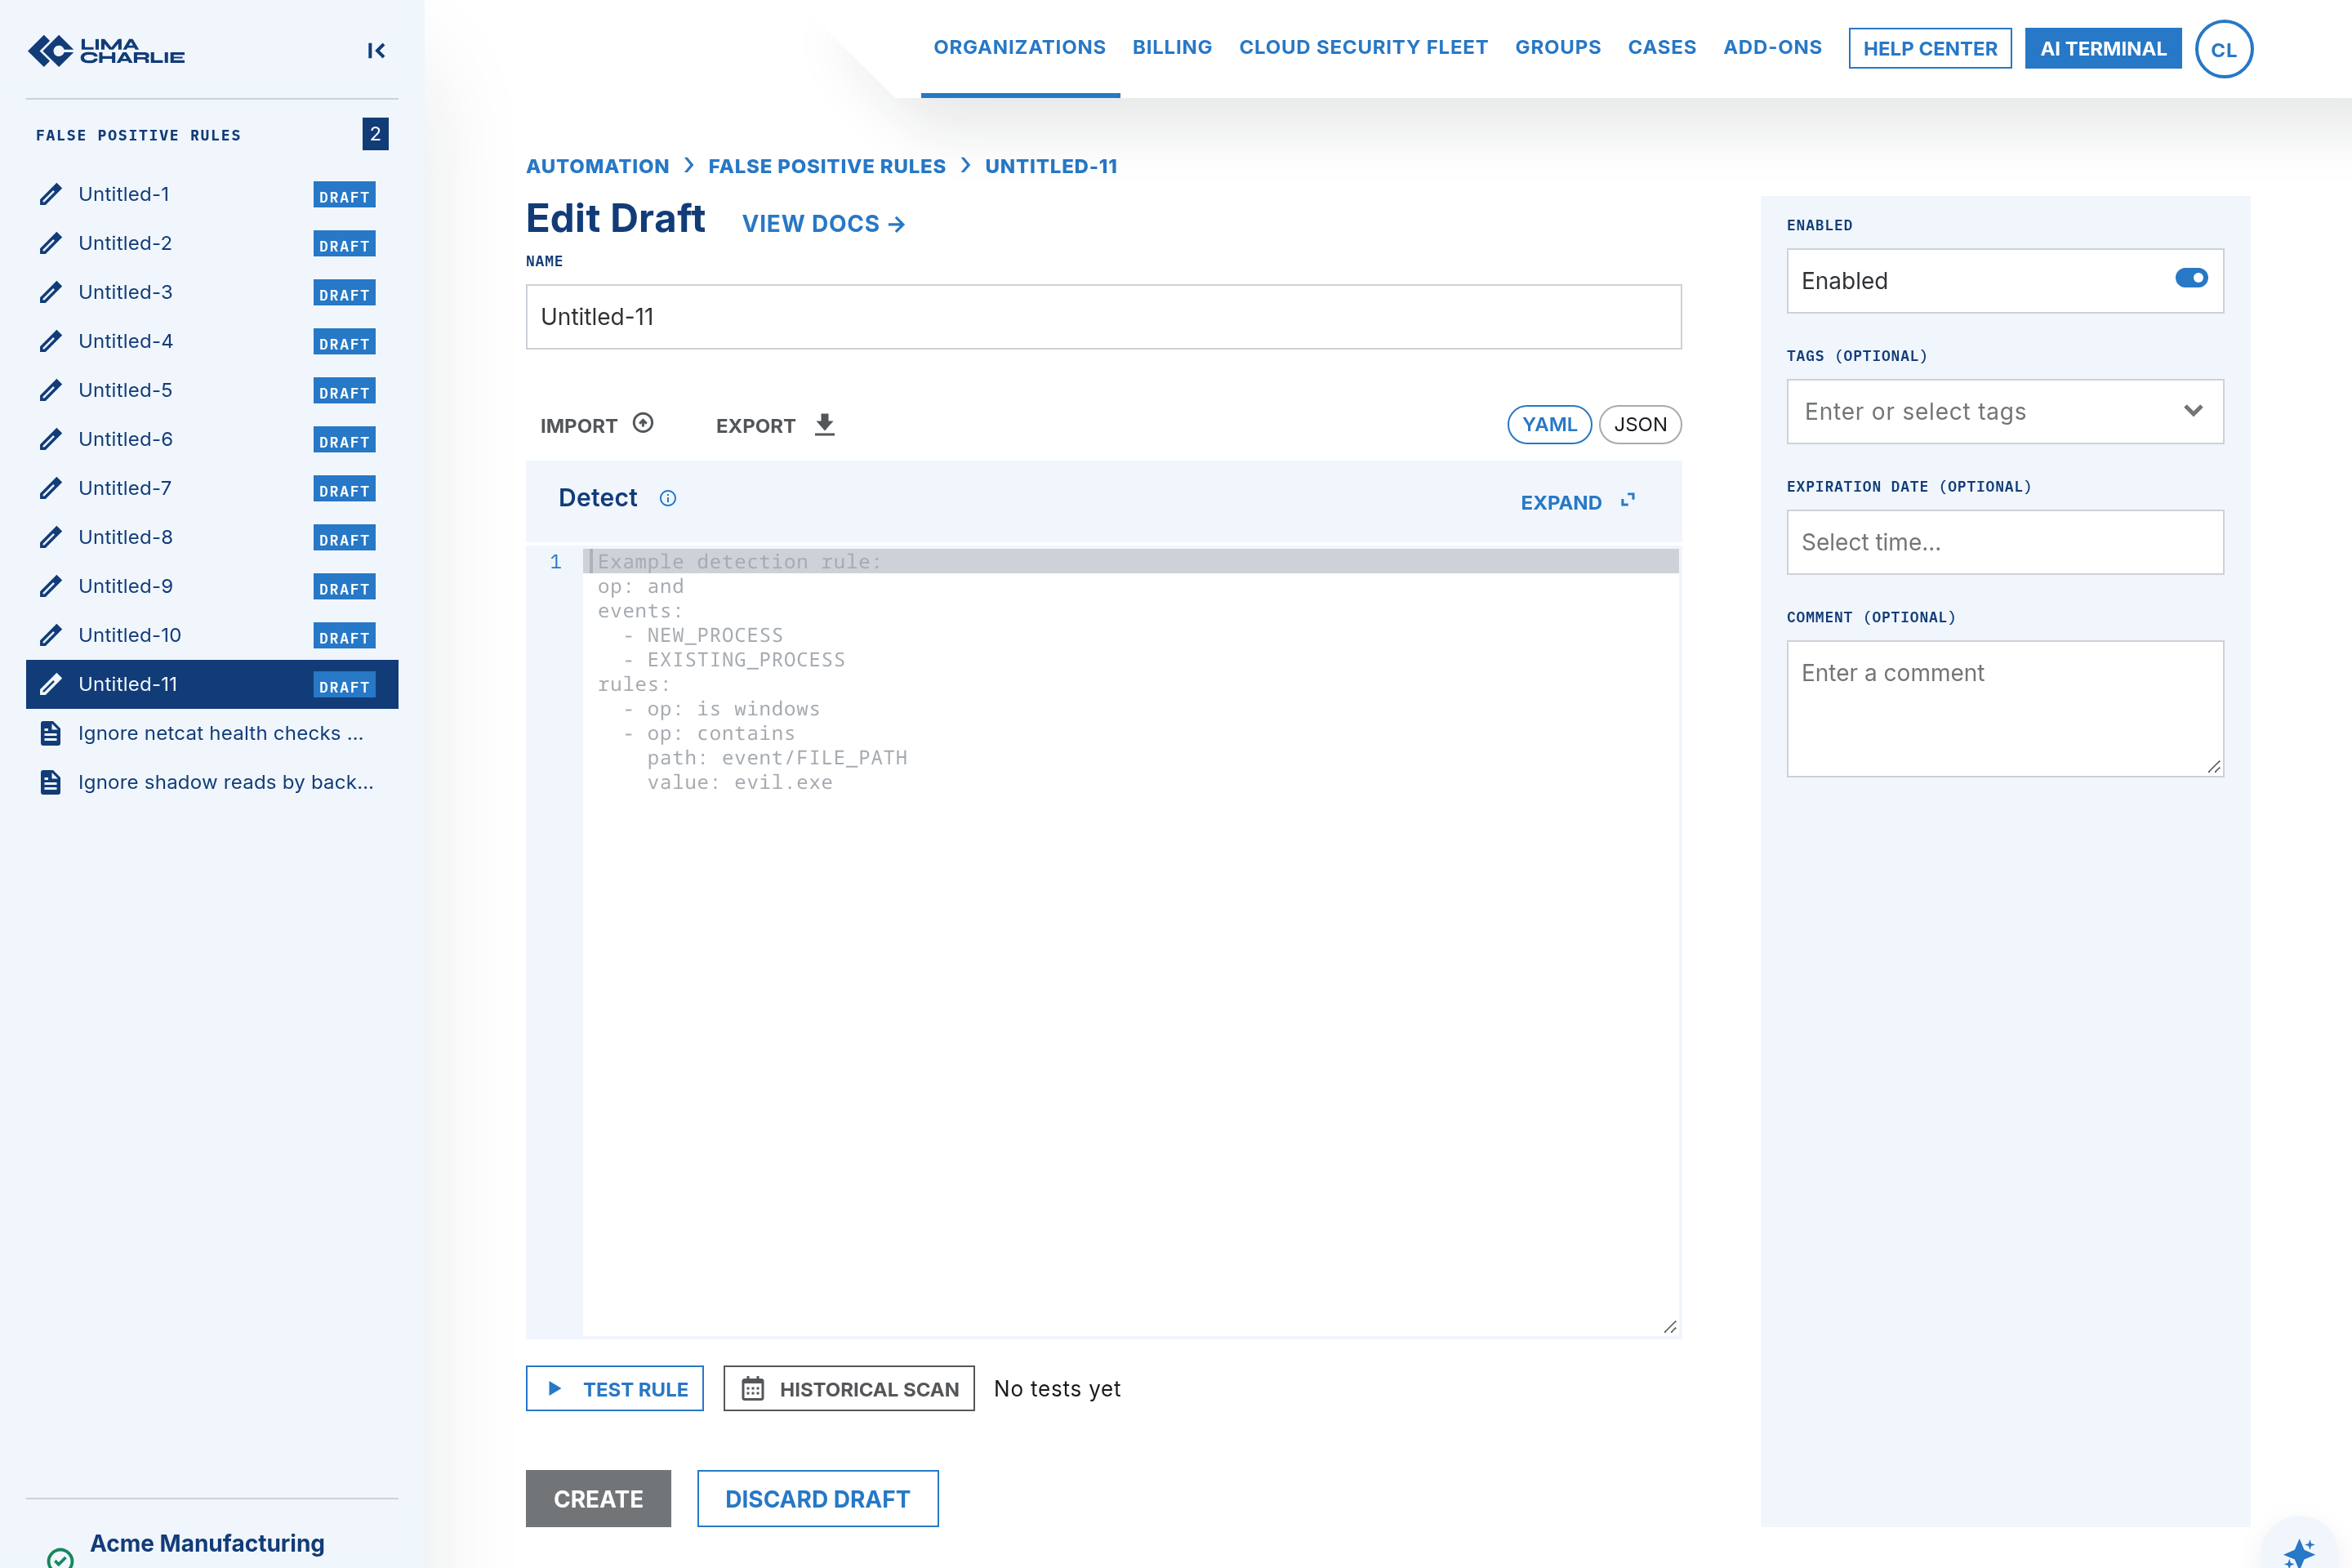 LIMA
CHARLIE
FALSE POSITIVE RULES 2
Untitled-1 DRAFT
Untitled-2 DRAFT
Untitled-3 DRAFT
Untitled-4 DRAFT
Untitled-5 DRAFT
Untitled-6 DRAFT
Untitled-7 DRAFT
Untitled-8 DRAFT
Untitled-9 DRAFT
Untitled-10 DRAFT
Untitled-11 DRAFT
Ignore netcat health checks ...
Ignore shadow reads by back...
Acme Manufacturing
ORGANIZATIONS BILLING CLOUD SECURITY FLEET GROUPS CASES ADD-ONS HELP CENTER AI TERMINAL CL
AUTOMATION > FALSE POSITIVE RULES > UNTITLED-11
Edit Draft VIEW DOCS →
NAME
Untitled-11
IMPORT EXPORT YAML JSON
Detect EXPAND
1 Example detection rule:
op: and
events:
  - NEW_PROCESS
  - EXISTING_PROCESS
rules:
  - op: is windows
  - op: contains
    path: event/FILE_PATH
    value: evil.exe
TEST RULE HISTORICAL SCAN No tests yet
CREATE DISCARD DRAFT
ENABLED
Enabled
TAGS (OPTIONAL)
Enter or select tags
EXPIRATION DATE (OPTIONAL)
Select time...
COMMENT (OPTIONAL)
Enter a comment